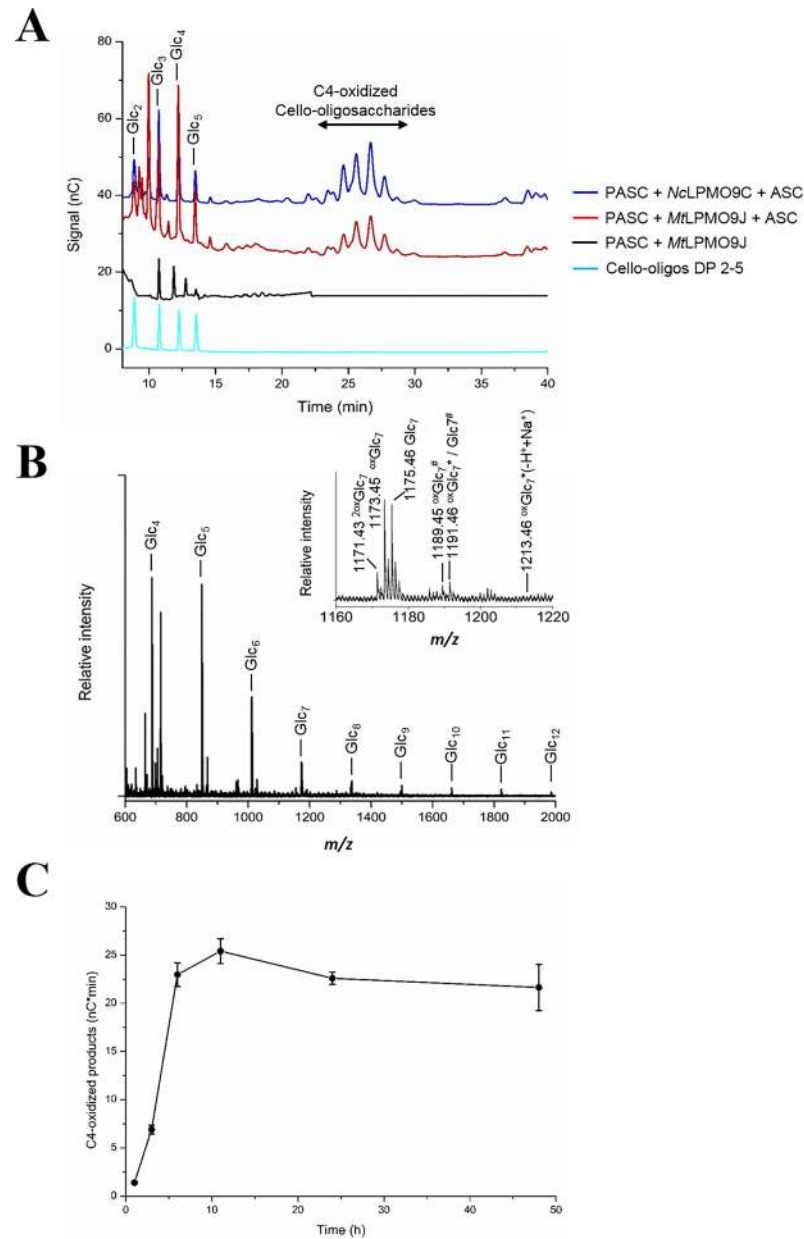 A
80
60
40
20
0
Signal (nC)
Glc2
Glc3
Glc4
Glc5
C4-oxidized
Cello-oligosaccharides
10 15 20 25 30 35 40
Time (min)
PASC + NcLPMO9C + ASC
PASC + MtLPMO9J + ASC
PASC + MtLPMO9J
Cello-oligos DP 2-5
B
Relative intensity
Glc4
Glc5
Glc6
Glc7
Glc8
Glc9
Glc10
Glc11
Glc12
600 800 1000 1200 1400 1600 1800 2000
m/z
Relative intensity
1171.43 2oxGlc7
1173.45 oxGlc7
1175.46 Glc7
1189.45 oxGlc7#
1191.46 oxGlc7* / Glc7#
1213.46 oxGlc7*(-H⁺+Na⁺)
1160 1180 1200 1220
m/z
C
30
25
20
15
10
5
0
C4-oxidized products (nC*min)
0 10 20 30 40 50
Time (h)